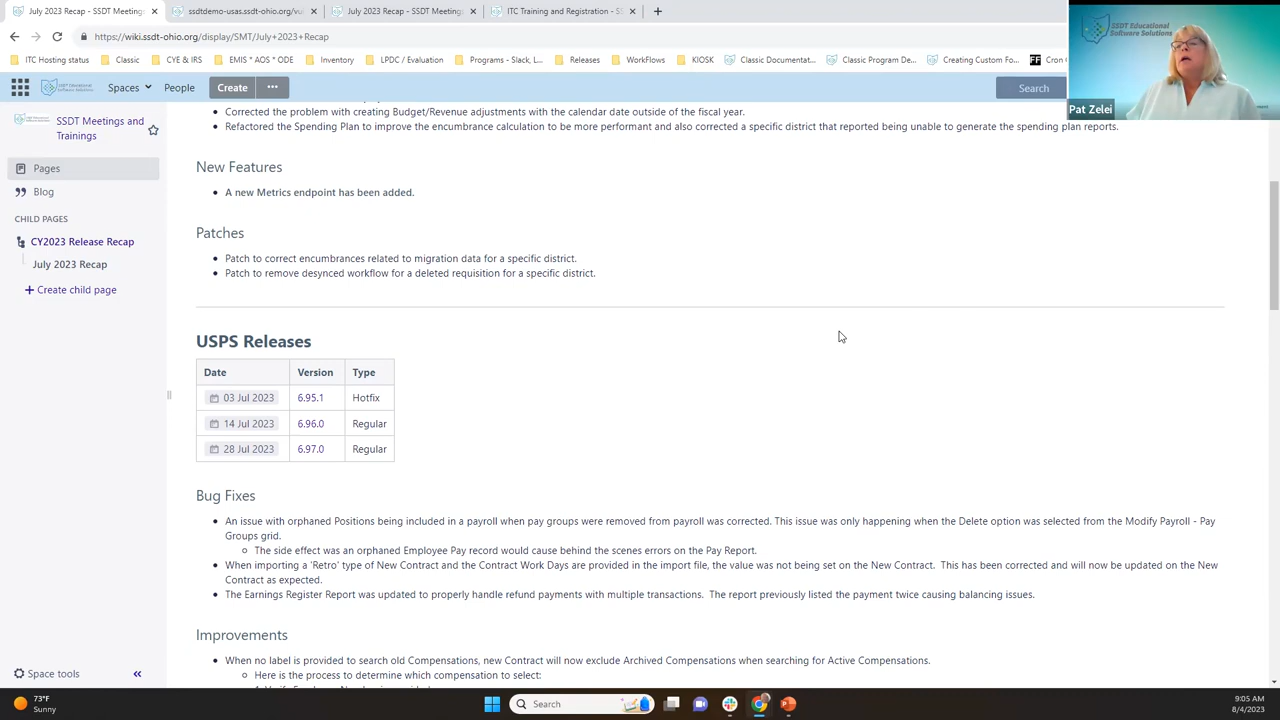 July 2023 Recap - SSDT Meetings
ssdtdemo-usas.ssdt-ohio.org/vui
July 2023 Recap - SSDT Meetings
ITC Training and Registration - SS
https://wiki.ssdt-ohio.org/display/SMT/July+2023+Recap
ITC Hosting status
Classic
CYE & IRS
EMIS * AOS * ODE
Inventory
LPDC / Evaluation
Programs - Slack, L...
Releases
WorkFlows
KIOSK
Classic Documentat...
Classic Program De...
Creating Custom Fo...
FF
Cron
SSDT Educational
Software Solutions
Pat Zelei
Spaces
People
Create
Search
SSDT Meetings and
Trainings
Pages
Blog
CHILD PAGES
CY2023 Release Recap
July 2023 Recap
Create child page
Space tools
Corrected the problem with creating Budget/Revenue adjustments with the calendar date outside of the fiscal year.
Refactored the Spending Plan to improve the encumbrance calculation to be more performant and also corrected a specific district that reported being unable to generate the spending plan reports.
New Features
A new Metrics endpoint has been added.
Patches
Patch to correct encumbrances related to migration data for a specific district.
Patch to remove desynced workflow for a deleted requisition for a specific district.
USPS Releases
Date Version Type
03 Jul 2023 6.95.1 Hotfix
14 Jul 2023 6.96.0 Regular
28 Jul 2023 6.97.0 Regular
Bug Fixes
An issue with orphaned Positions being included in a payroll when pay groups were removed from payroll was corrected. This issue was only happening when the Delete option was selected from the Modify Payroll - Pay
Groups grid.
The side effect was an orphaned Employee Pay record would cause behind the scenes errors on the Pay Report.
When importing a 'Retro' type of New Contract and the Contract Work Days are provided in the import file, the value was not being set on the New Contract. This has been corrected and will now be updated on the New
Contract as expected.
The Earnings Register Report was updated to properly handle refund payments with multiple transactions. The report previously listed the payment twice causing balancing issues.
Improvements
When no label is provided to search old Compensations, new Contract will now exclude Archived Compensations when searching for Active Compensations.
Here is the process to determine which compensation to select:
73°F
Sunny
Search
9:05 AM
8/4/2023